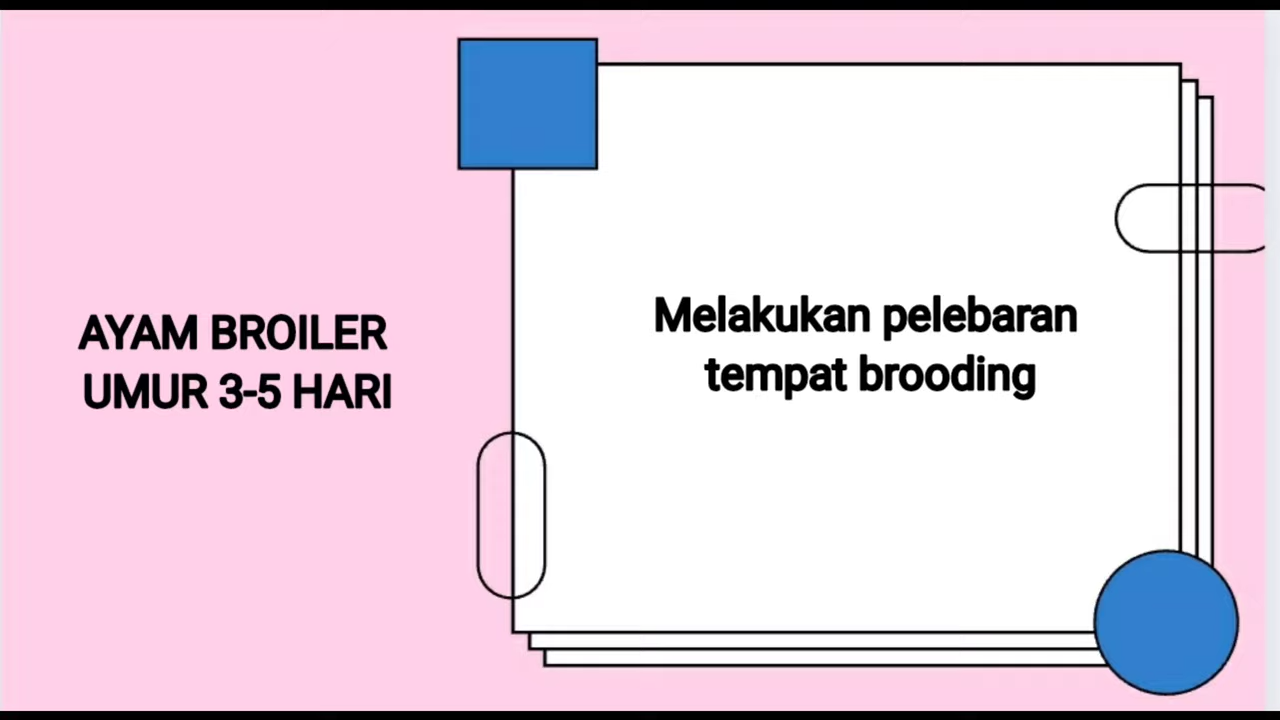 AYAM BROILER
UMUR 3-5 HARI
Melakukan pelebaran
tempat brooding